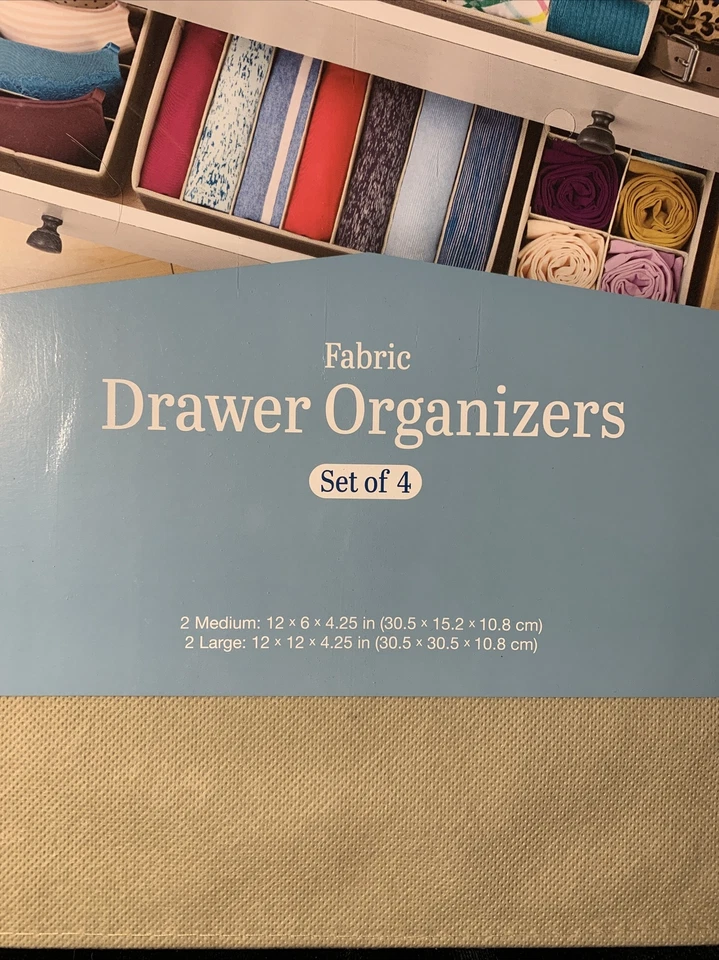 Fabric
Drawer Organizers
Set of 4
2 Medium: 12 × 6 × 4.25 in (30.5 × 15.2 × 10.8 cm)
2 Large: 12 × 12 × 4.25 in (30.5 × 30.5 × 10.8 cm)